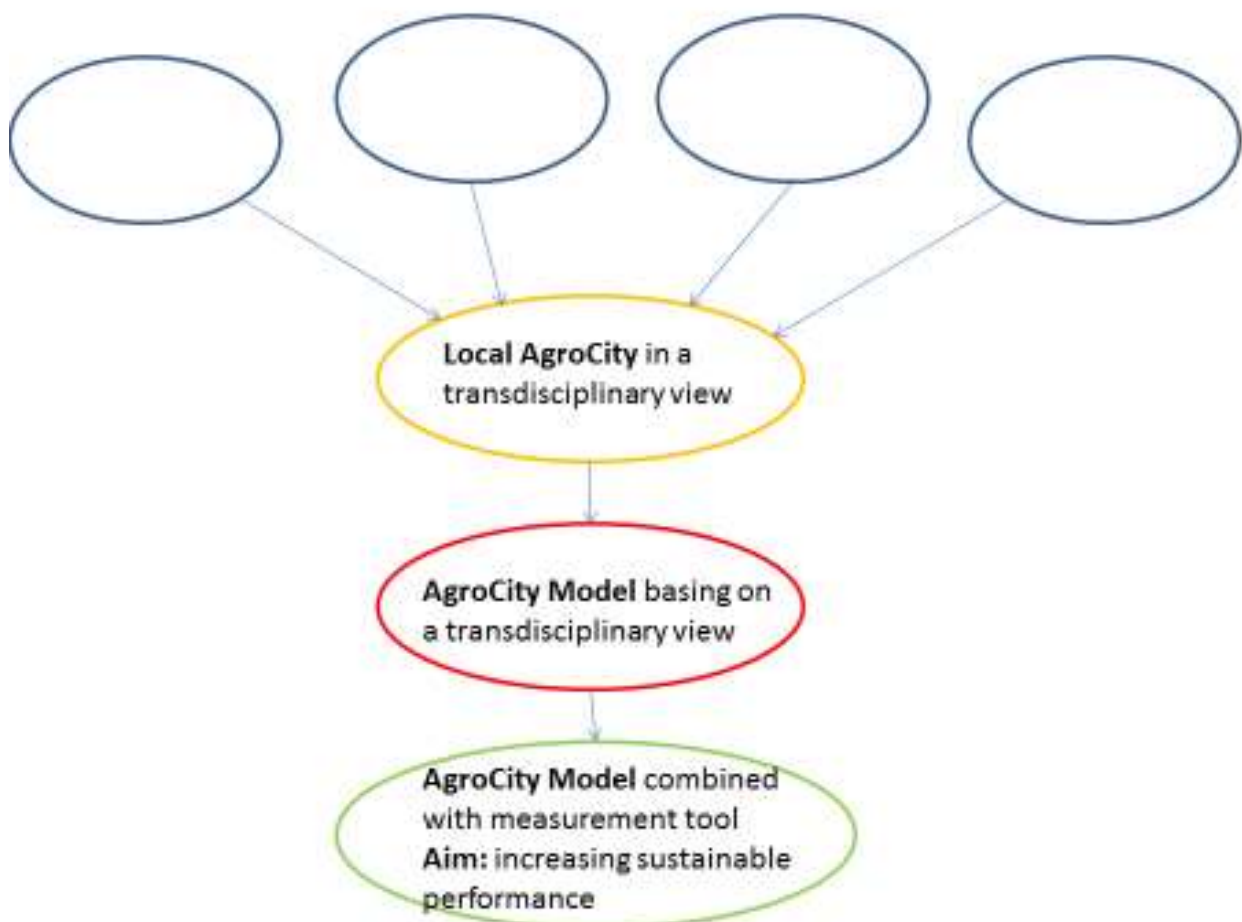 Local AgroCity in a
transdisciplinary view
AgroCity Model basing on
a transdisciplinary view
AgroCity Model combined
with measurement tool
Aim: increasing sustainable
performance